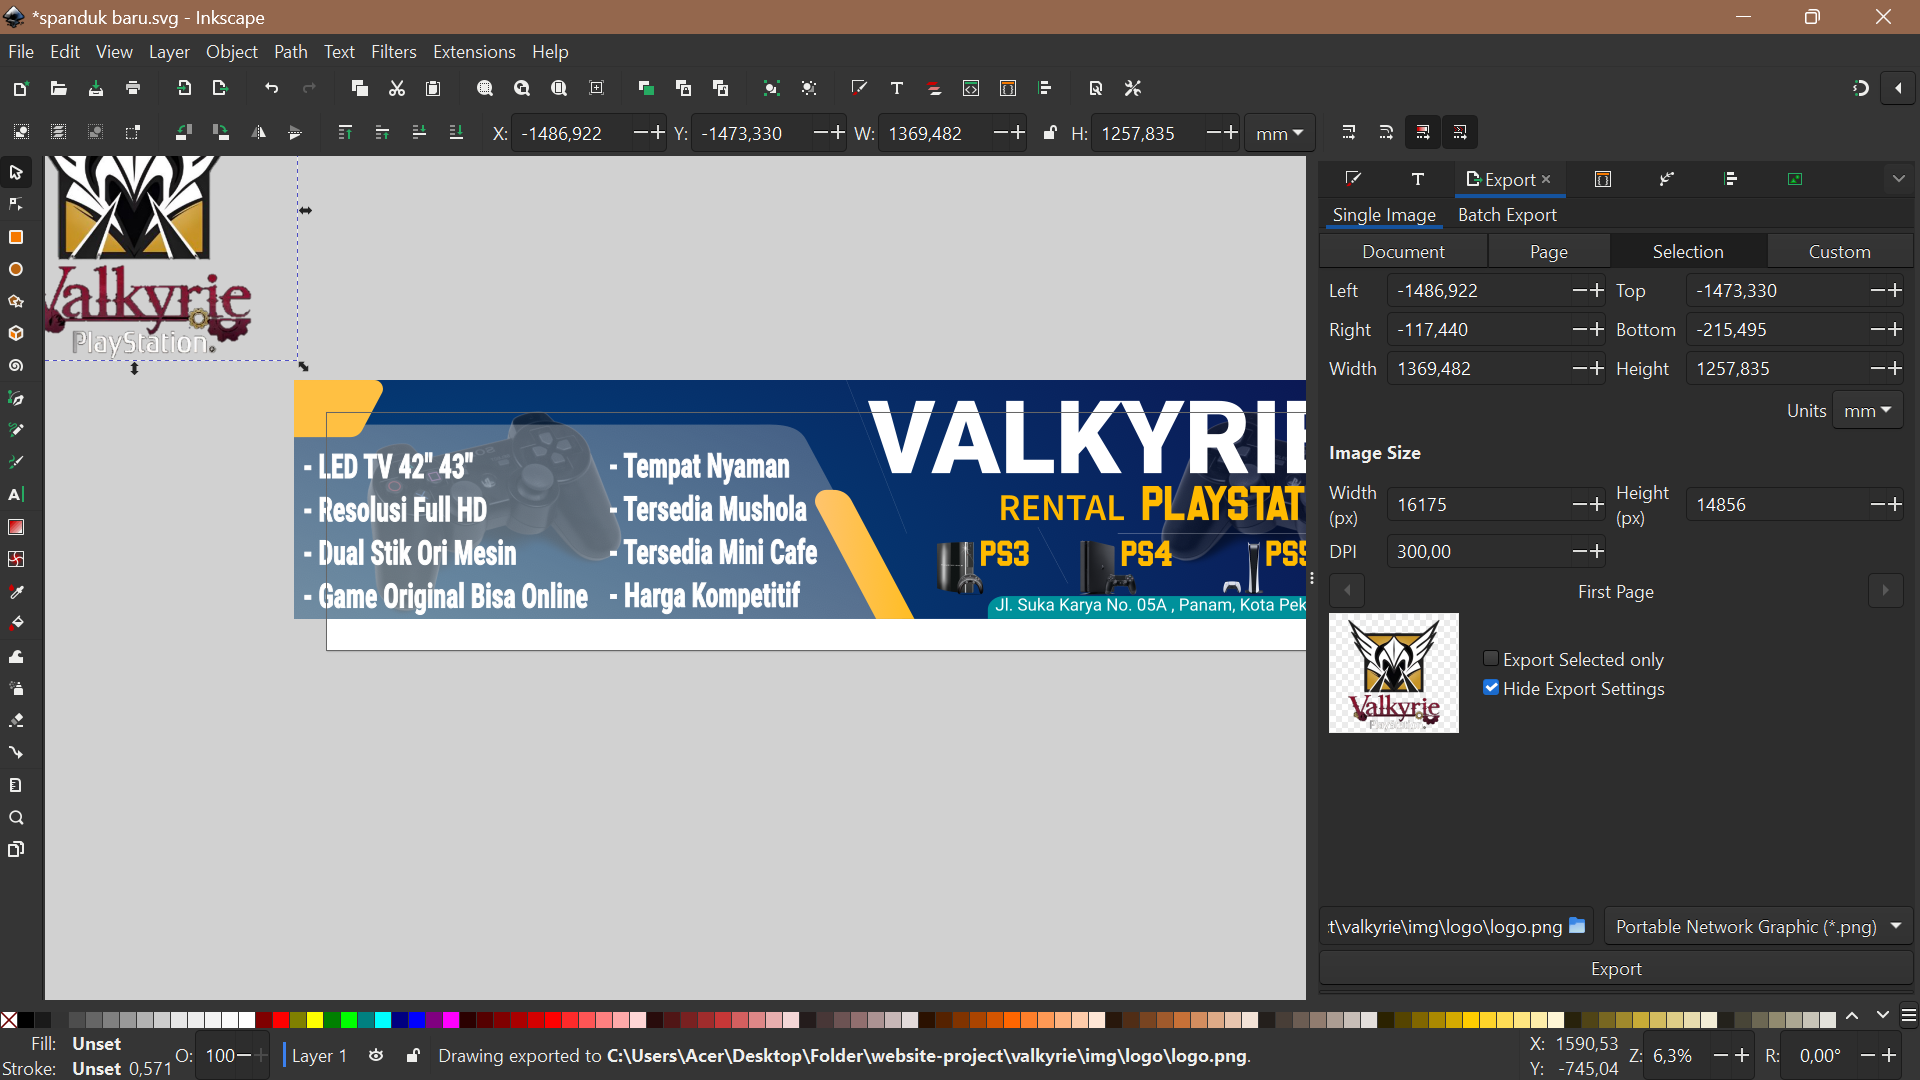 *spanduk baru.svg - Inkscape
File Edit View Layer Object Path Text Filters Extensions Help
X: -1486,922 Y: -1473,330 W: 1369,482 H: 1257,835 mm
Export
Single Image Batch Export
Document Page Selection Custom
Left -1486,922 Top -1473,330
Right -117,440 Bottom -215,495
Width 1369,482 Height 1257,835
Units mm
Image Size
Width (px) 16175 Height (px) 14856
DPI 300,00
First Page
Export Selected only
Hide Export Settings
Valkyrie
PlayStation.
t\valkyrie\img\logo\logo.png Portable Network Graphic (*.png)
Export
Valkyrie
PlayStation.
- LED TV 42" 43"
- Resolusi Full HD
- Dual Stik Ori Mesin
- Game Original Bisa Online
- Tempat Nyaman
- Tersedia Mushola
- Tersedia Mini Cafe
- Harga Kompetitif
VALKYRIE
RENTAL PLAYSTAT
PS3 PS4 PS5
Jl. Suka Karya No. 05A , Panam, Kota Pek
Fill: Unset
Stroke: Unset 0,571 O: 100
Layer 1
Drawing exported to C:\Users\Acer\Desktop\Folder\website-project\valkyrie\img\logo\logo.png.
X: 1590,53
Y: -745,04
Z: 6,3% R: 0,00°